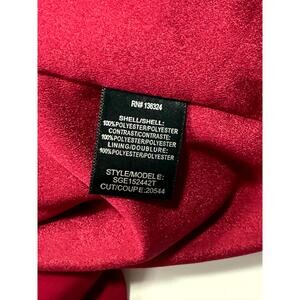 RN# 136324
SHELL/SHELL:
100%POLYESTER/POLYESTER
CONTRAST/CONTRASTE:
100%POLYESTER/POLYESTER
LINING/DOUBLURE:
100%POLYESTER/POLYESTER
STYLE/MODELE:
SGE152442T
CUT/COUPE:20544